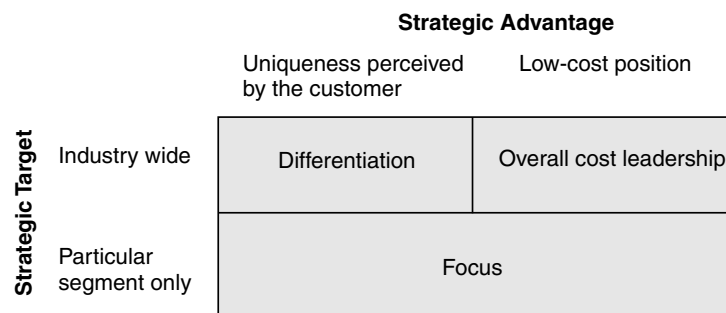 Strategic Advantage
Uniqueness perceived
by the customer
Low-cost position
Strategic Target
Industry wide
Differentiation
Overall cost leadership
Particular
segment only
Focus